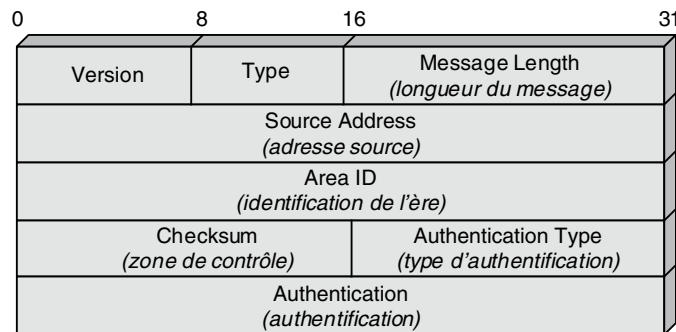 0 8 16 31
Version Type Message Length
(longueur du message)
Source Address
(adresse source)
Area ID
(identification de l'ère)
Checksum Authentication Type
(zone de contrôle) (type d'authentification)
Authentication
(authentification)